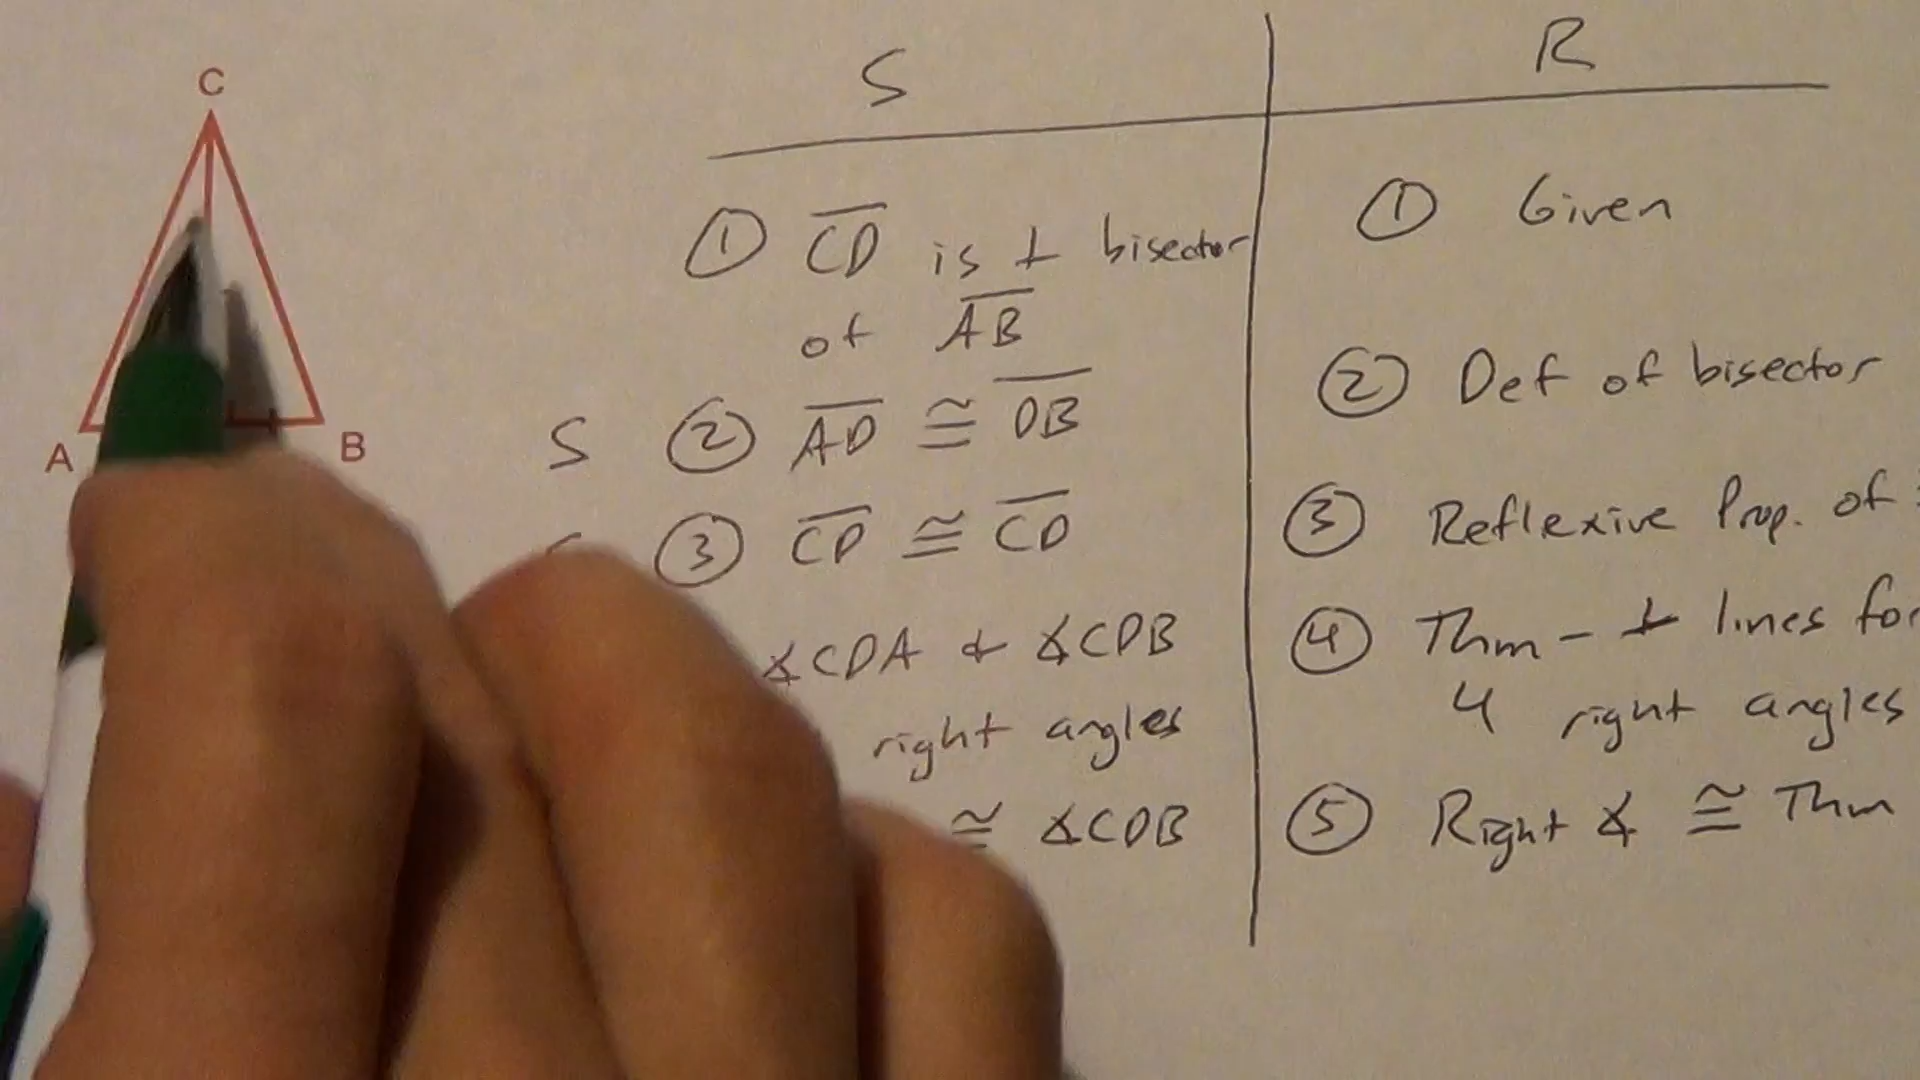 C
A
B
S
R
① CD is ⊥ bisector
of AB
① Given
S ② AD ≅ DB
② Def of bisector
③ CD ≅ CD
③ Reflexive Prop. of
∡CDA + ∡CDB
right angles
④ Thm - ⊥ lines for
4 right angles
≅ ∡CDB
⑤ Right ∡ ≅ Thm